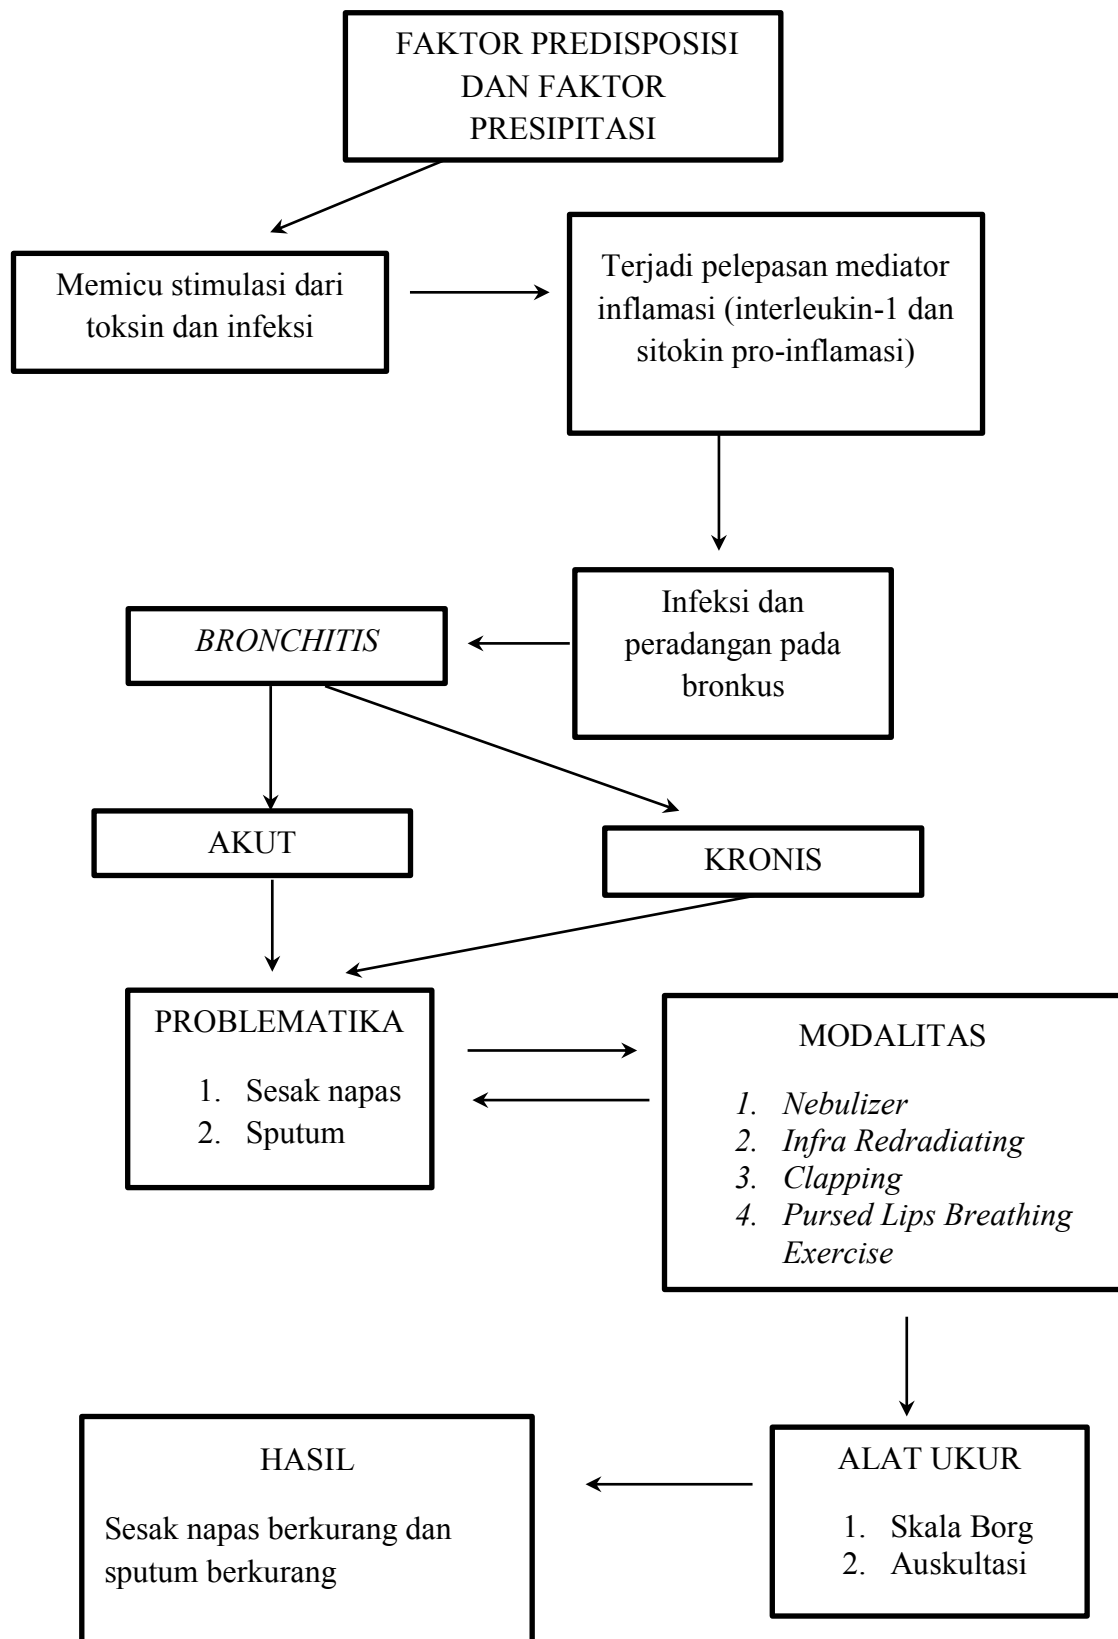 FAKTOR PREDISPOSISI
DAN FAKTOR
PRESIPITASI
Memicu stimulasi dari
toksin dan infeksi
Terjadi pelepasan mediator
inflamasi (interleukin-1 dan
sitokin pro-inflamasi)
Infeksi dan
peradangan pada
bronkus
BRONCHITIS
AKUT
KRONIS
PROBLEMATIKA
1. Sesak napas
2. Sputum
MODALITAS
1. Nebulizer
2. Infra Redradiating
3. Clapping
4. Pursed Lips Breathing
Exercise
ALAT UKUR
1. Skala Borg
2. Auskultasi
HASIL
Sesak napas berkurang dan
sputum berkurang